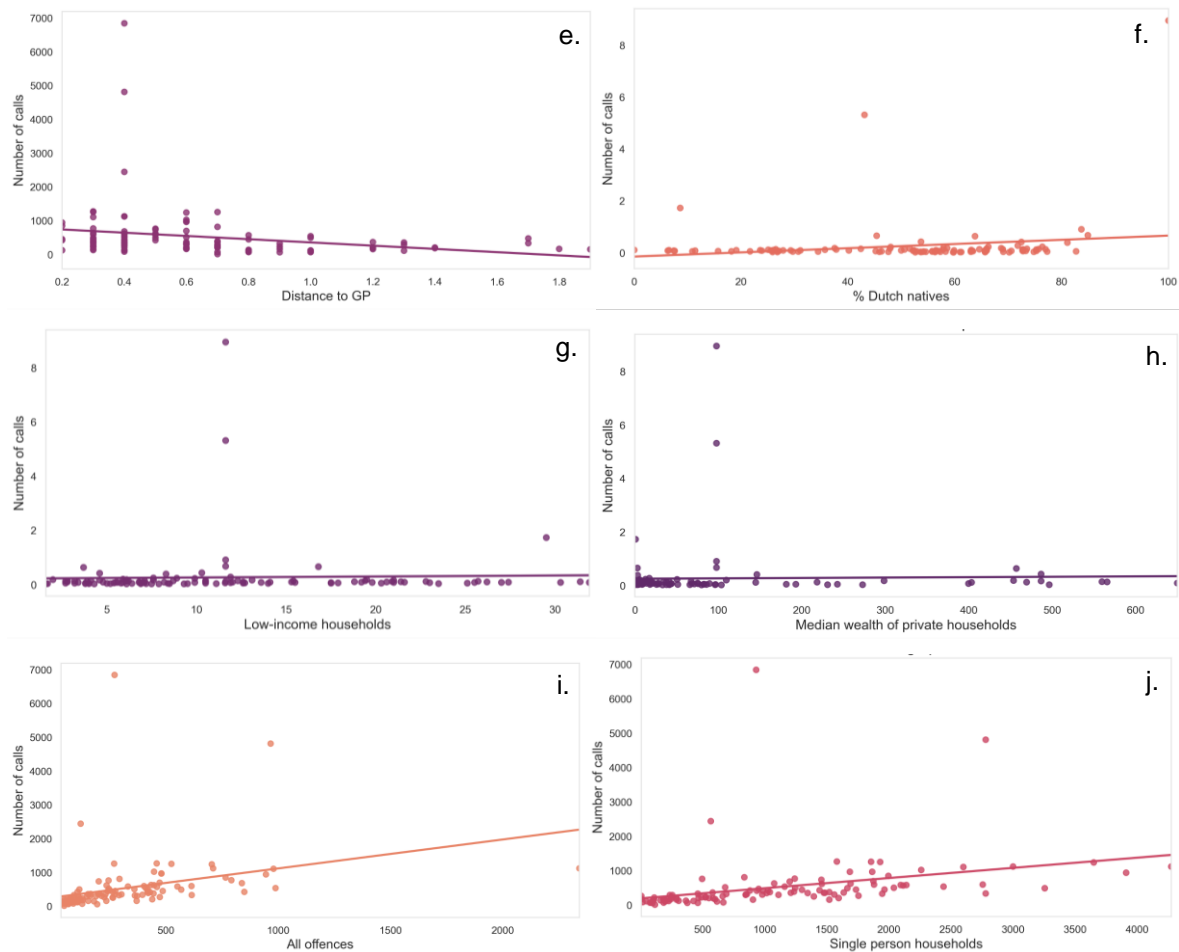 e.
7000
6000
5000
4000
3000
2000
1000
0
Number of calls
0.2 0.4 0.6 0.8 1.0 1.2 1.4 1.6 1.8
Distance to GP
f.
8
6
4
2
0
Number of calls
0 20 40 60 80 100
% Dutch natives
g.
8
6
4
2
0
Number of calls
5 10 15 20 25 30
Low-income households
h.
8
6
4
2
0
Number of calls
0 100 200 300 400 500 600
Median wealth of private households
i.
7000
6000
5000
4000
3000
2000
1000
0
Number of calls
500 1000 1500 2000
All offences
j.
7000
6000
5000
4000
3000
2000
1000
0
Number of calls
500 1000 1500 2000 2500 3000 3500 4000
Single person households